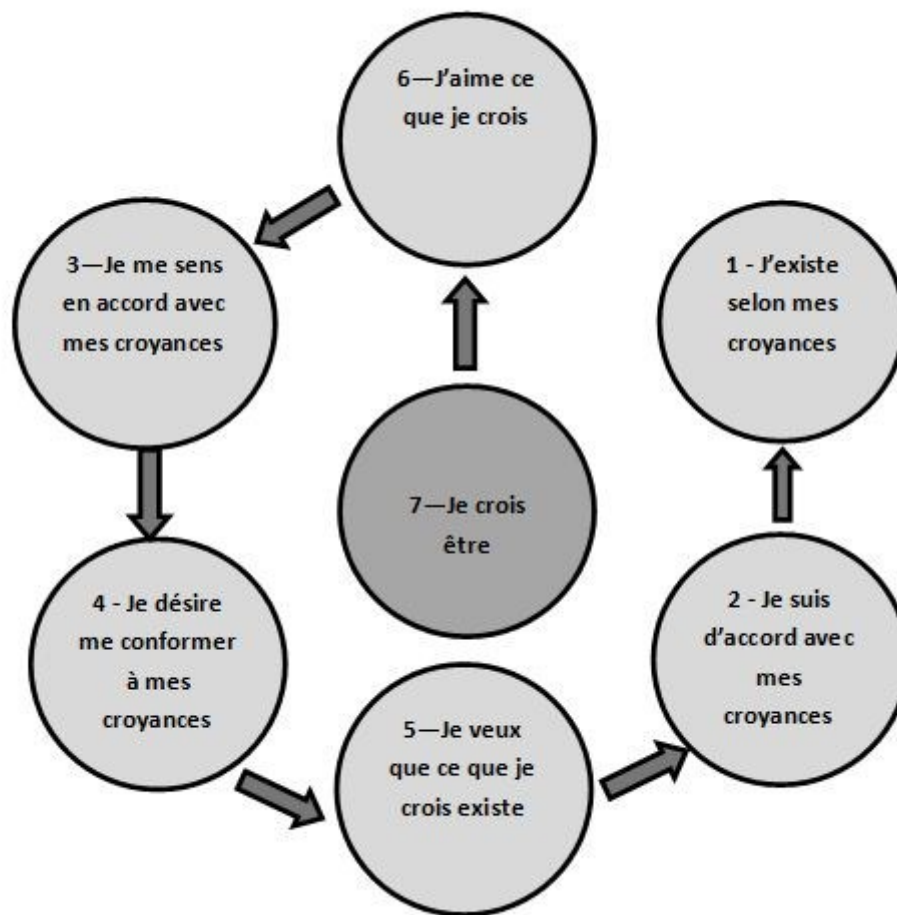 6—J'aime ce
que je crois
3—Je me sens
en accord avec
mes croyances
1 - J'existe
selon mes
croyances
7—Je crois
être
4 - Je désire
me conformer
à mes
croyances
2 - Je suis
d'accord avec
mes
croyances
5—Je veux
que ce que je
crois existe